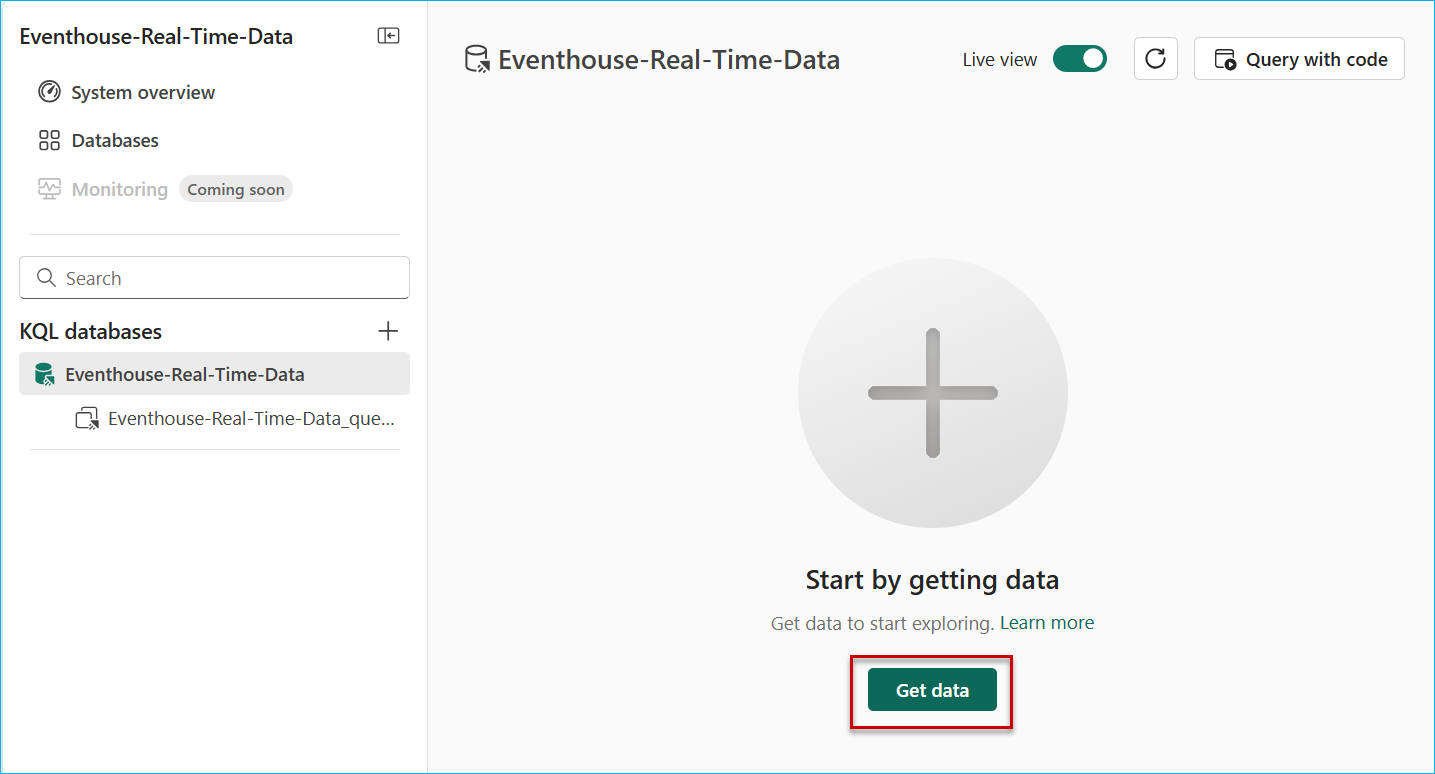 Eventhouse-Real-Time-Data
System overview
Databases
Monitoring Coming soon
Search
KQL databases
Eventhouse-Real-Time-Data
Eventhouse-Real-Time-Data_que...
Eventhouse-Real-Time-Data
Live view
Query with code
Start by getting data
Get data to start exploring. Learn more
Get data